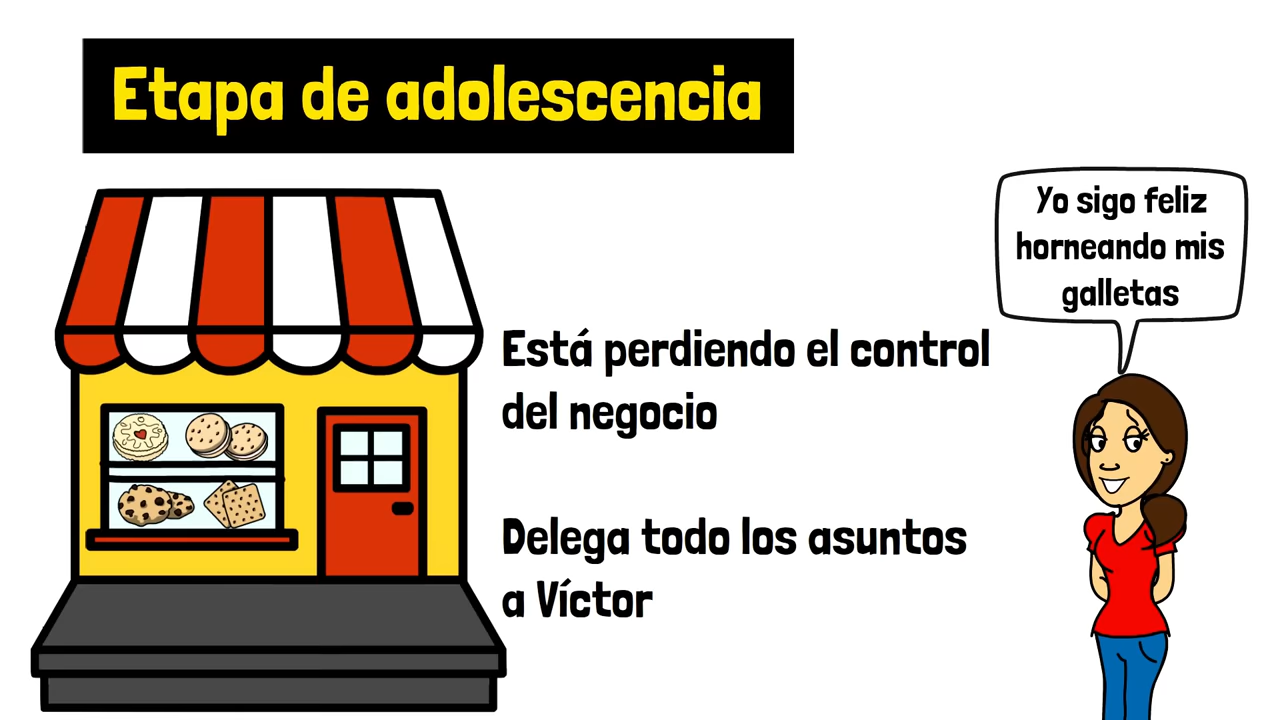 Etapa de adolescencia
Yo sigo feliz
horneando mis
galletas
Está perdiendo el control
del negocio
Delega todo los asuntos
a Víctor